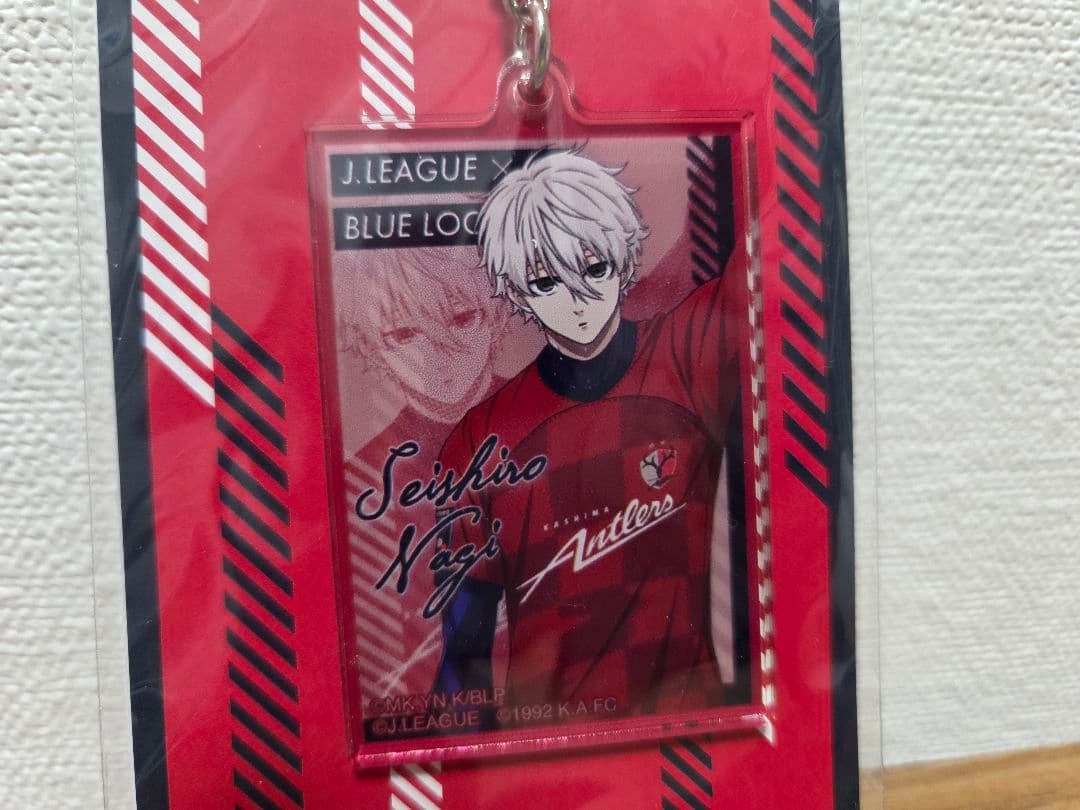 J.LEAGUE ×
BLUE LOC
Seishiro
Nagi
KASHIMA
Antlers
©MK,YN,K/BLP
©J.LEAGUE ©1992 K.A.FC